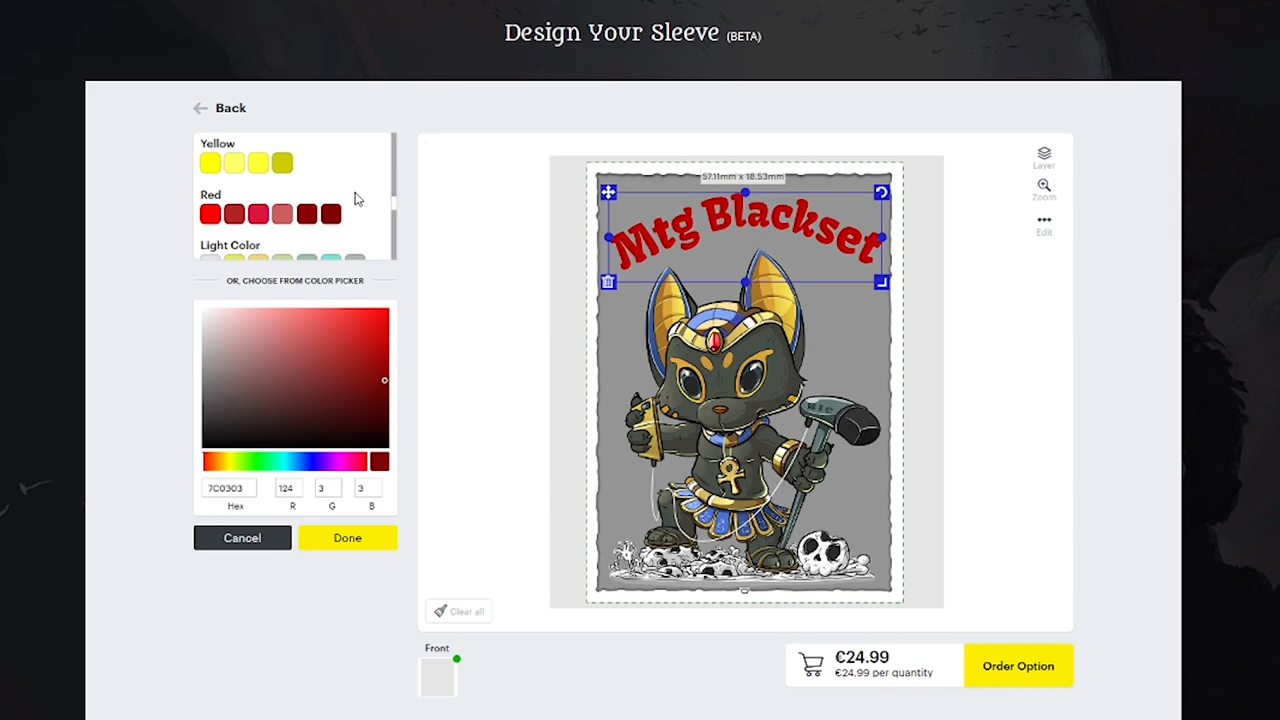 Design Your Sleeve (BETA)
Back
Yellow
Red
Light Color
OR, CHOOSE FROM COLOR PICKER
7C0303 124 3 3
Hex R G B
Cancel Done
57.11mm x 18.53mm
Mtg Blackset
Layer
Zoom
Edit
Clear all
Front
€24.99
€24.99 per quantity
Order Option